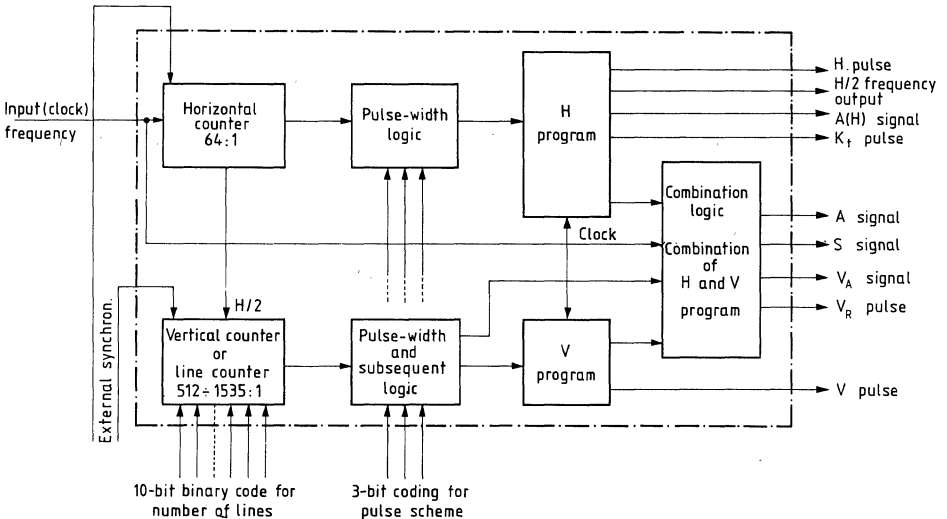 Input (clock)
frequency
Horizontal
counter
64:1
Pulse-width
logic
H
program
H. pulse
H/2 frequency
output
A(H) signal
Kt pulse
Combination
logic
Combination
of
H and V
program
Clock
A signal
S signal
VA signal
VR pulse
External synchron.
H/2
Vertical counter
or
line counter
512÷1535:1
Pulse-width
and
subsequent
logic
V
program
V pulse
10-bit binary code for
number of lines
3-bit coding for
pulse scheme